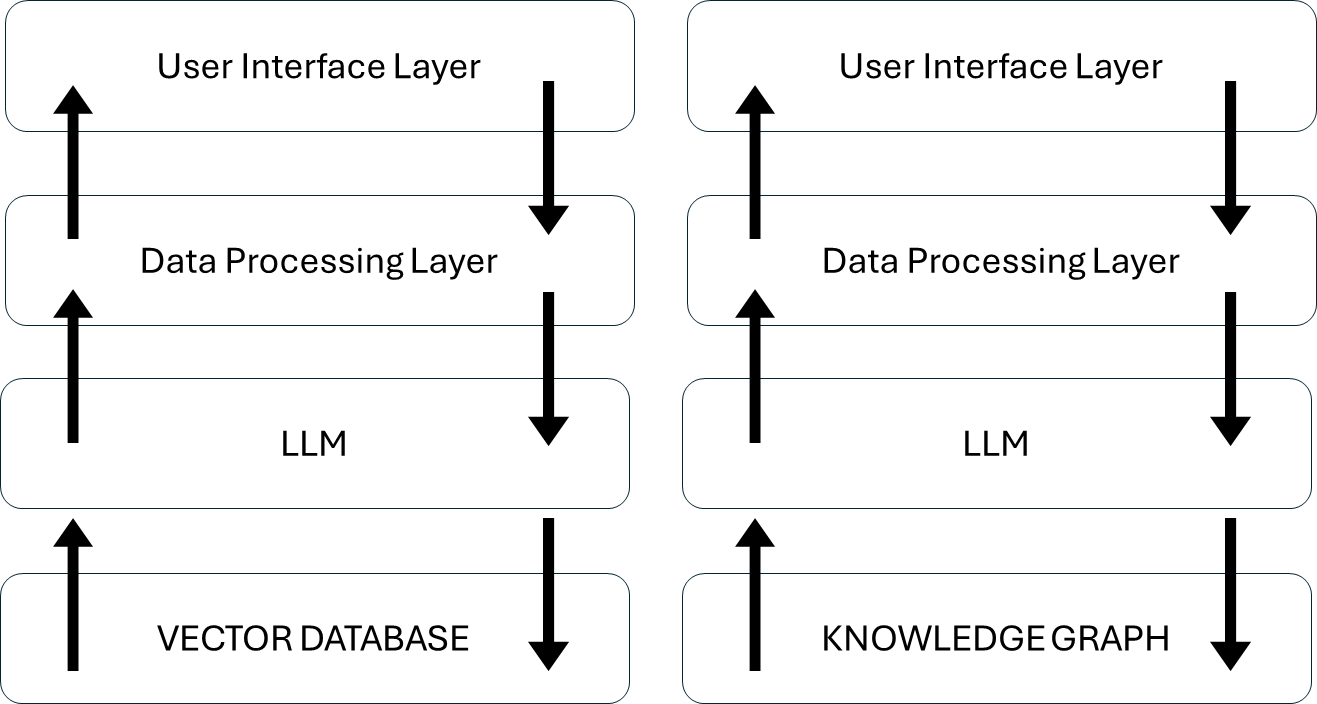 User Interface Layer
Data Processing Layer
LLM
VECTOR DATABASE
User Interface Layer
Data Processing Layer
LLM
KNOWLEDGE GRAPH